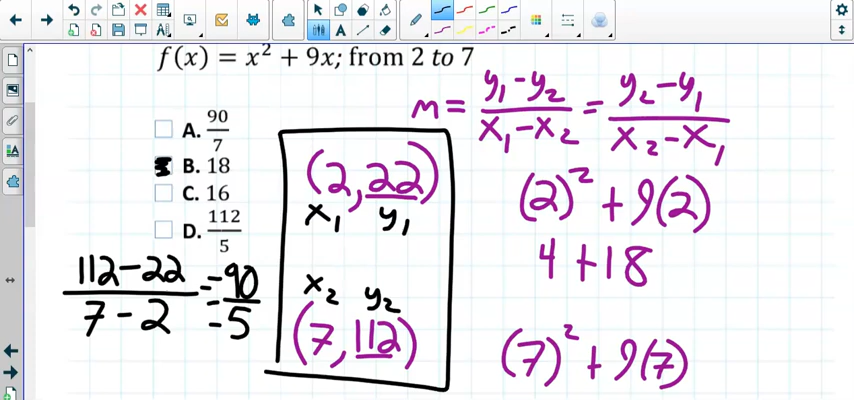 f(x) = x² + 9x; from 2 to 7
m = y₁ − y₂ / x₁ − x₂ = y₂ − y₁ / x₂ − x₁
A. 90/7
B. 18
C. 16
D. 112/5
(2, 22)
x₁ y₁
x₂ y₂
(7, 112)
112 − 22 / 7 − 2 = −90 / −5
(2)² + 9(2)
4 + 18
(7)² + 9(7)